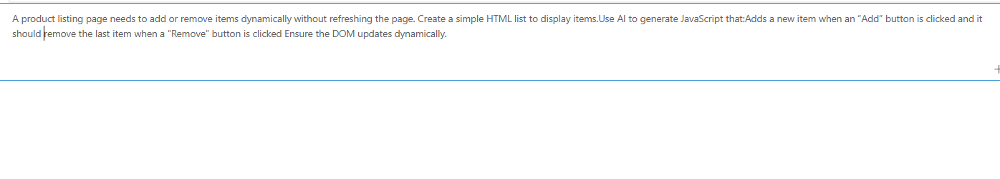 A product listing page needs to add or remove items dynamically without refreshing the page. Create a simple HTML list to display items.Use AI to generate JavaScript that:Adds a new item when an “Add” button is clicked and it
should remove the last item when a “Remove” button is clicked Ensure the DOM updates dynamically.